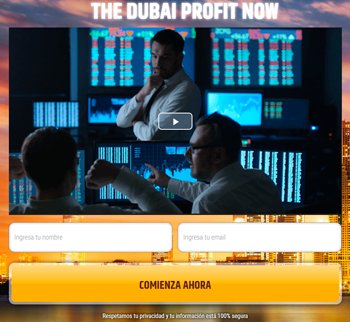 THE DUBAI PROFIT NOW
Ingresa tu nombre
Ingresa tu email
COMIENZA AHORA
Respetamos tu privacidad y tu información está 100% segura